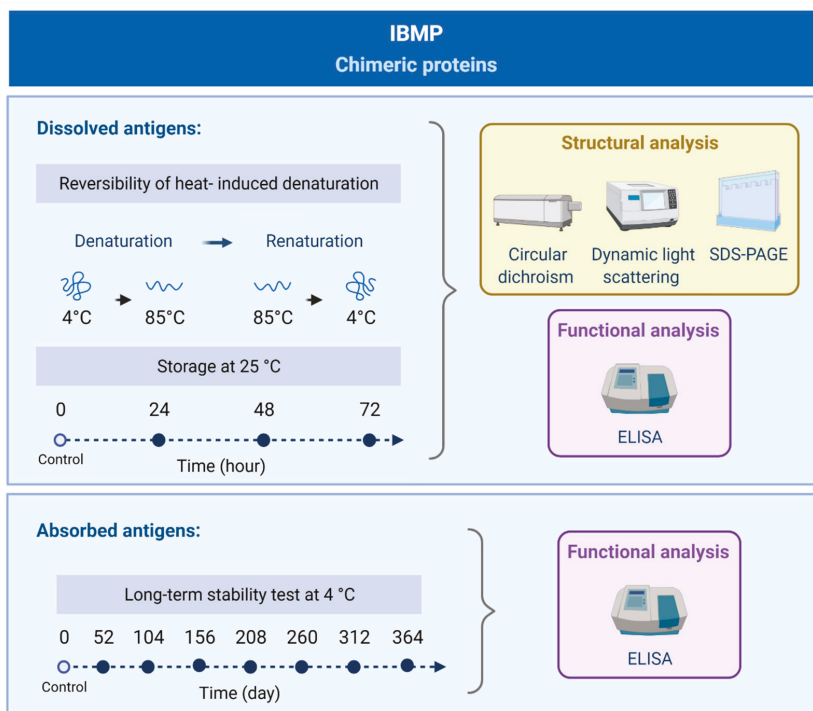 IBMP
Chimeric proteins
Dissolved antigens:
Reversibility of heat- induced denaturation
Denaturation
Renaturation
4°C
85°C
85°C
4°C
Storage at 25 °C
0
24
48
72
Control
Time (hour)
Structural analysis
Circular
dichroism
Dynamic light
scattering
SDS-PAGE
Functional analysis
ELISA
Absorbed antigens:
Long-term stability test at 4 °C
0
52
104
156
208
260
312
364
Control
Time (day)
Functional analysis
ELISA